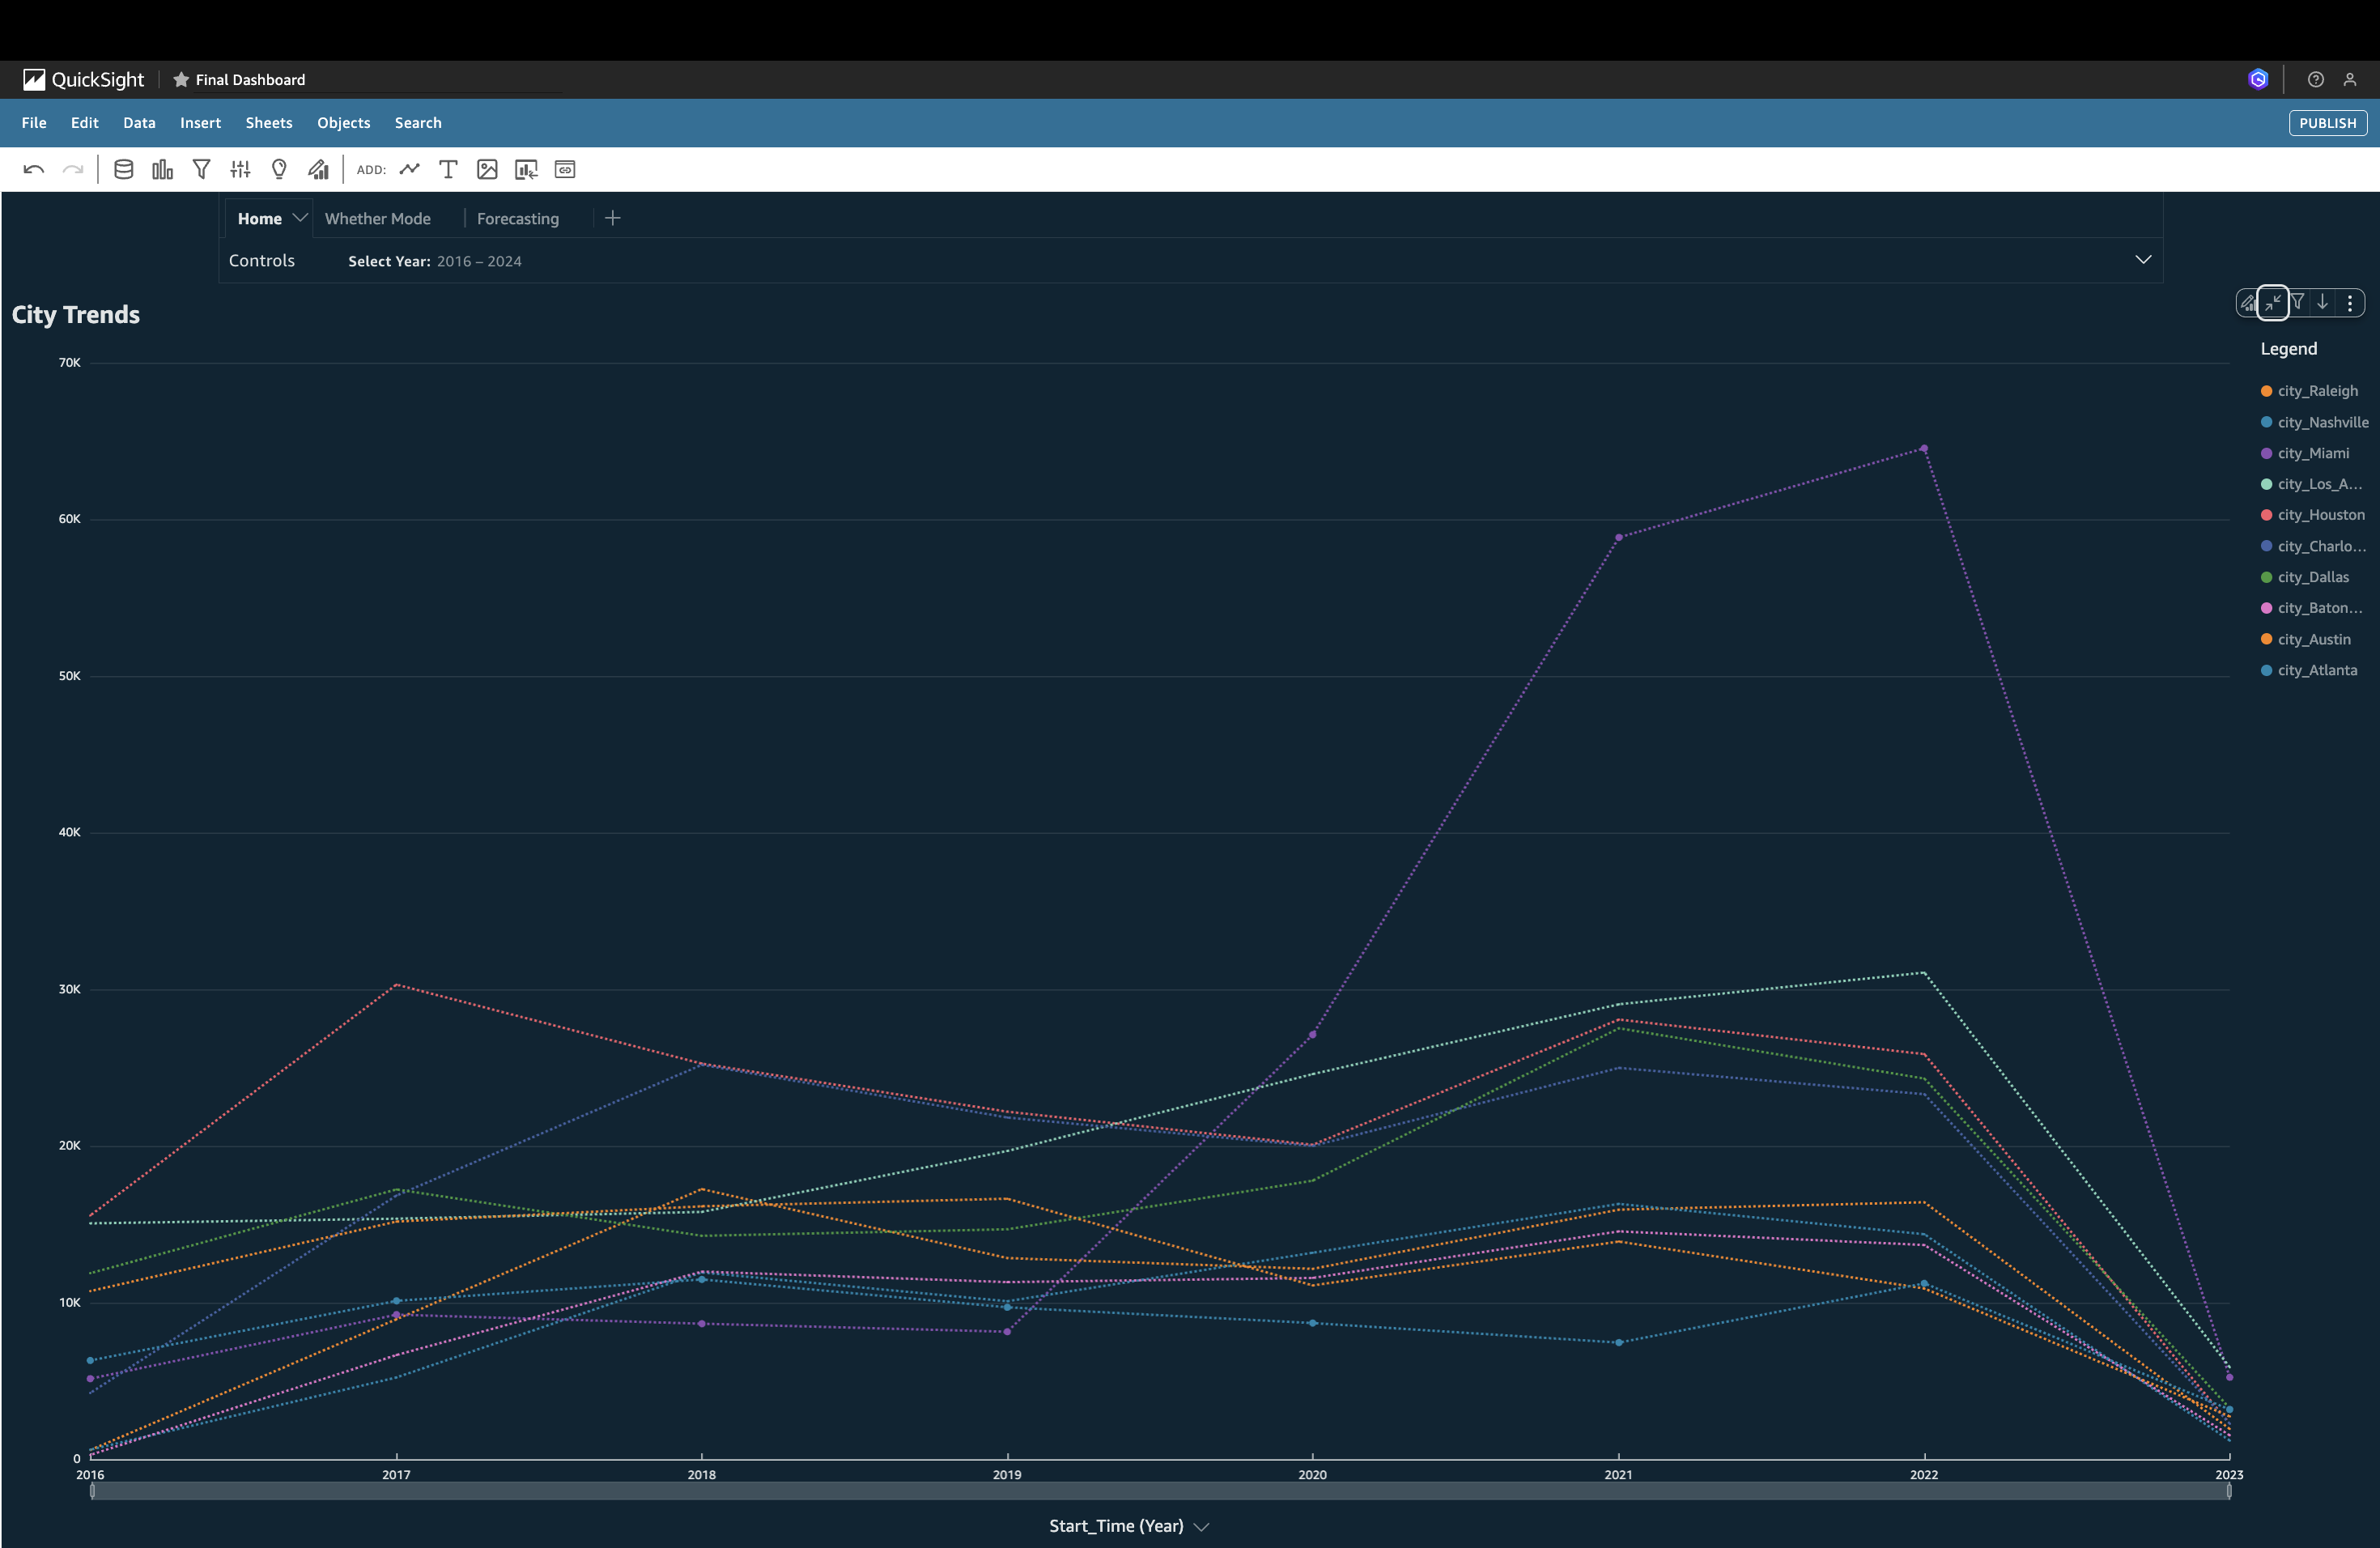 QuickSight
Final Dashboard
File Edit Data Insert Sheets Objects Search
PUBLISH
ADD:
Home Whether Mode Forecasting
Controls Select Year: 2016 – 2024
City Trends
Legend
city_Raleigh
city_Nashville
city_Miami
city_Los_A...
city_Houston
city_Charlo...
city_Dallas
city_Baton...
city_Austin
city_Atlanta
70K
60K
50K
40K
30K
20K
10K
0
2016 2017 2018 2019 2020 2021 2022 2023
Start_Time (Year)